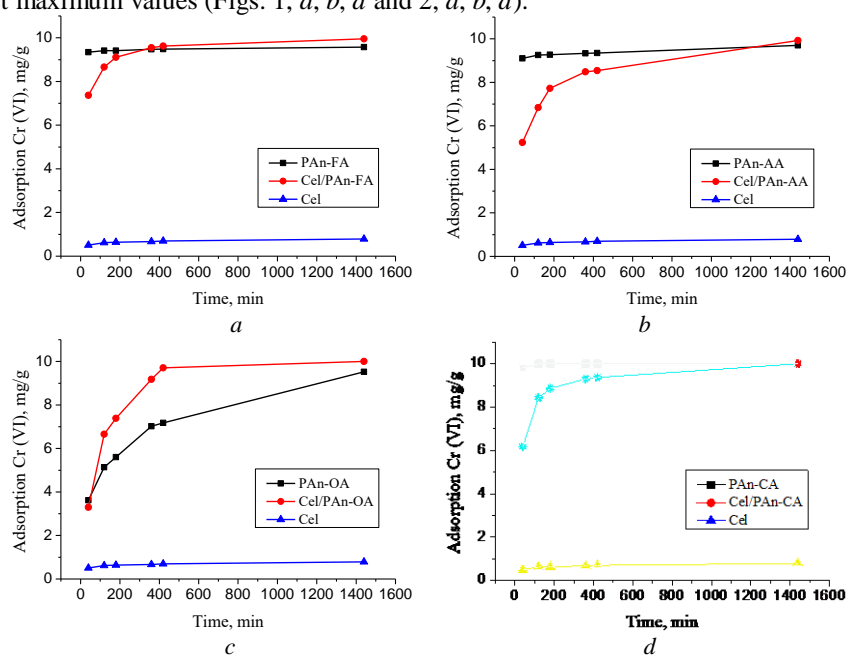 t maximum values (Figs. 1, a, b, d and 2, a, b, d).
Adsorption Cr (VI), mg/g
10
8
6
4
2
0
PAn-FA
Cel/PAn-FA
Cel
0 200 400 600 800 1000 1200 1400 1600
Time, min
a
Adsorption Cr (VI), mg/g
10
8
6
4
2
0
PAn-AA
Cel/PAn-AA
Cel
0 200 400 600 800 1000 1200 1400 1600
Time, min
b
Adsorption Cr (VI), mg/g
10
8
6
4
2
0
PAn-OA
Cel/PAn-OA
Cel
0 200 400 600 800 1000 1200 1400 1600
Time, min
c
Adsorption Cr (VI), mg/g
10
8
6
4
2
0
PAn-CA
Cel/PAn-CA
Cel
0 200 400 600 800 1000 1200 1400 1600
Time, min
d